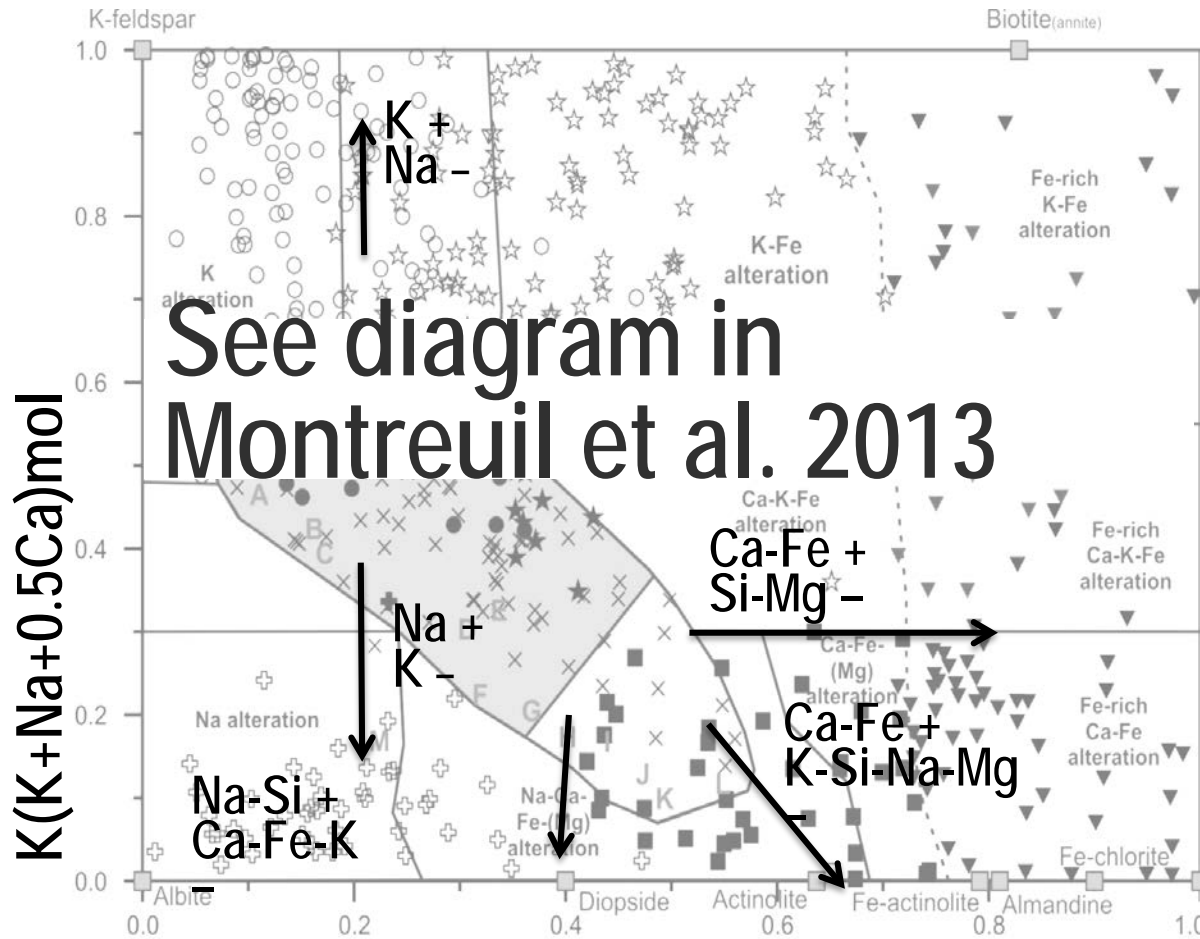 K-feldspar
Biotite(annite)
1.0
K +
Na –
Fe-rich
K-Fe
alteration
0.8
K-Fe
alteration
K
alteration
See diagram in
Montreuil et al. 2013
0.6
K(K+Na+0.5Ca)mol
A
B
C
E
F
G
Ca-K-Fe
alteration
Fe-rich
Ca-K-Fe
alteration
0.4
Ca-Fe +
Si-Mg –
Na +
K –
Ca-Fe-
(Mg)
alteration
0.2
Na alteration
M
I
J
K
L
Ca-Fe +
K-Si-Na-Mg
–
Fe-rich
Ca-Fe
alteration
Na-Si +
Ca-Fe-K
–
Na-Ca-
Fe-(Mg)
alteration
Fe-chlorite
0.0
Albite
Diopside
Actinolite
Fe-actinolite
Almandine
0.0
0.2
0.4
0.6
0.8
1.0